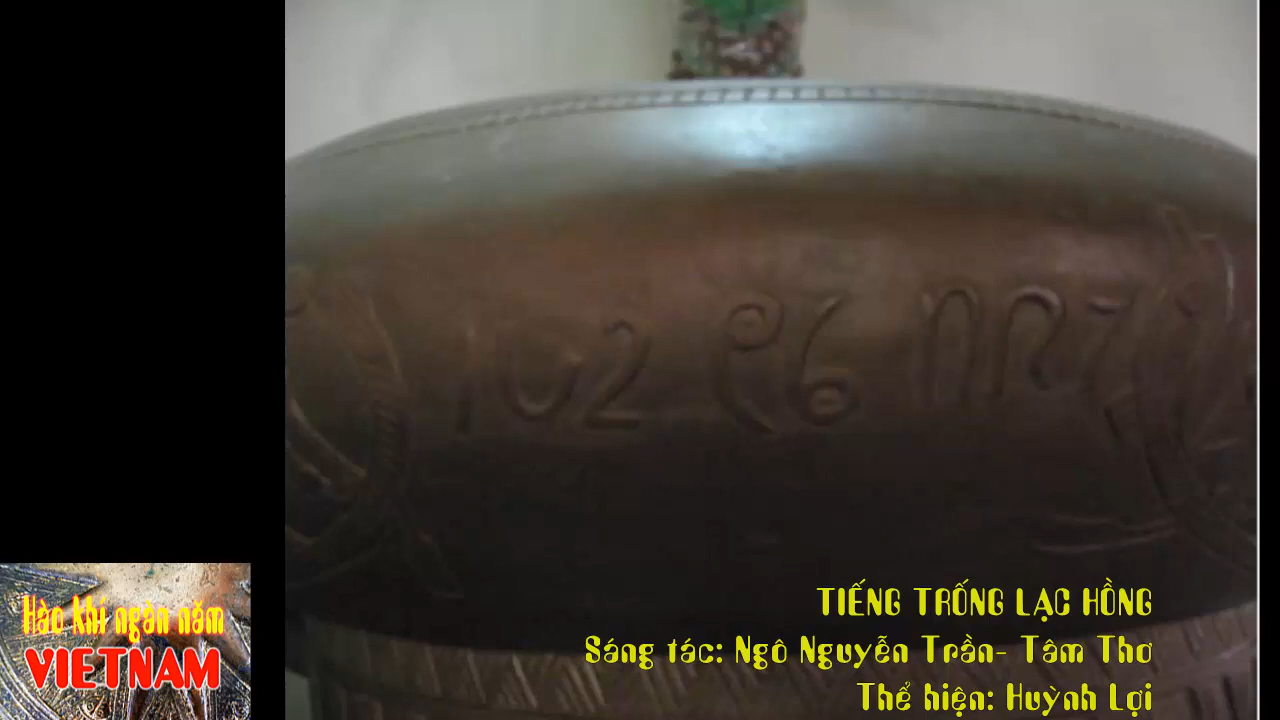 TIẾNG TRỐNG LẠC HỒNG
Sáng tác: Ngô Nguyễn Trần- Tâm Thơ
Thể hiện: Huỳnh Lợi
Hào khí ngàn năm
VIETNAM